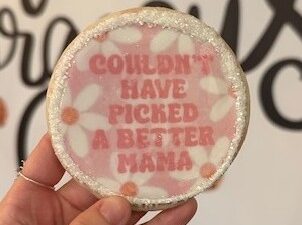 COULDN'T
HAVE
PICKED
A BETTER
MAMA